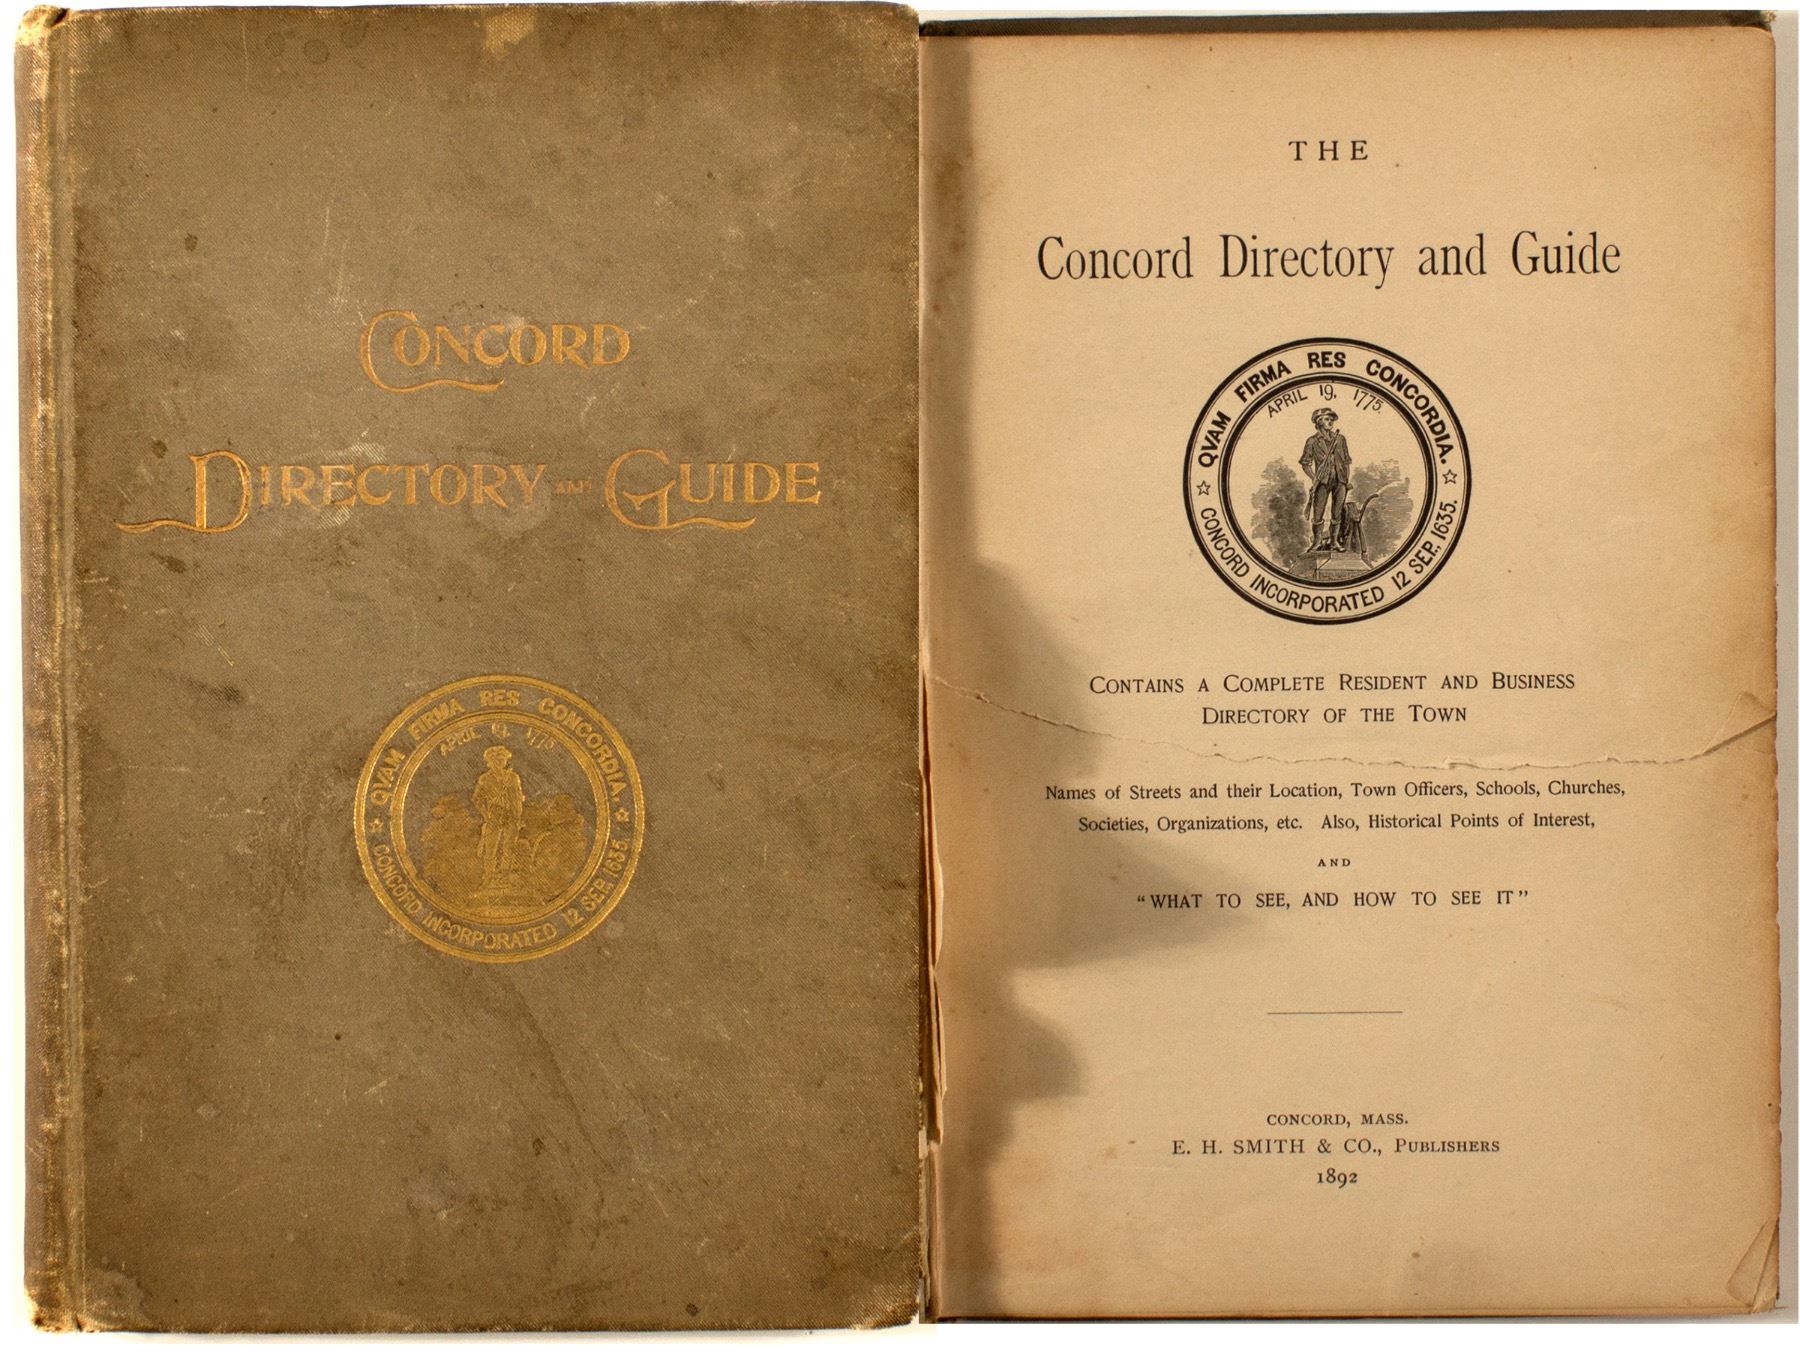 CONCORD
DIRECTORY AND GUIDE
QVAM FIRMA RES CONCORDIA.
APRIL 19, 1775.
CONCORD INCORPORATED 12 SEP. 1635.
THE
Concord Directory and Guide
QVAM FIRMA RES CONCORDIA.
APRIL 19, 1775.
CONCORD INCORPORATED 12 SEP., 1635.
CONTAINS A COMPLETE RESIDENT AND BUSINESS
DIRECTORY OF THE TOWN
Names of Streets and their Location, Town Officers, Schools, Churches,
Societies, Organizations, etc. Also, Historical Points of Interest,
AND
"WHAT TO SEE, AND HOW TO SEE IT"
CONCORD, MASS.
E. H. SMITH & CO., PUBLISHERS
1892